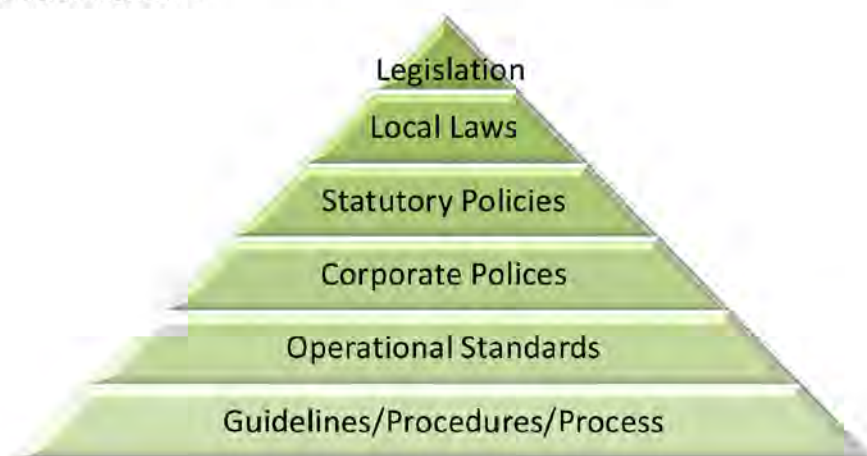 Legislation
Local Laws
Statutory Policies
Corporate Polices
Operational Standards
Guidelines/Procedures/Process